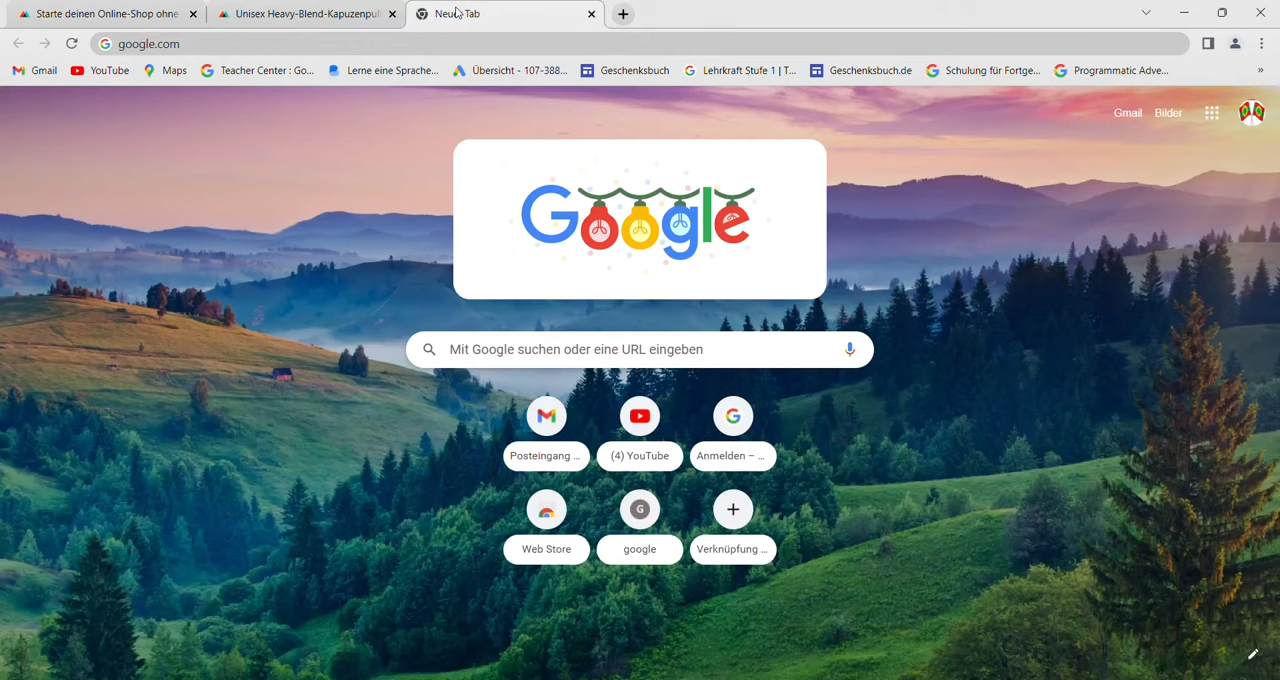 Starte deinen Online-Shop ohne
Unisex Heavy-Blend-Kapuzenpul
Neuer Tab
google.com
Gmail
YouTube
Maps
Teacher Center : Go...
Lerne eine Sprache...
Übersicht - 107-388...
Geschenksbuch
Lehrkraft Stufe 1 | T...
Geschenksbuch.de
Schulung für Fortge...
Programmatic Adve...
»
Gmail Bilder
Google
Mit Google suchen oder eine URL eingeben
Posteingang ...
(4) YouTube
Anmelden – ...
G
Web Store
google
Verknüpfung ...